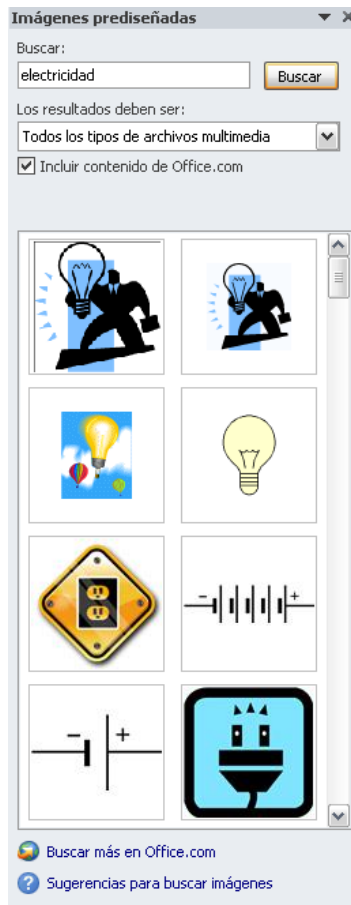 Imágenes prediseñadas
Buscar:
electricidad
Buscar
Los resultados deben ser:
Todos los tipos de archivos multimedia
Incluir contenido de Office.com
- +
- +
Buscar más en Office.com
Sugerencias para buscar imágenes